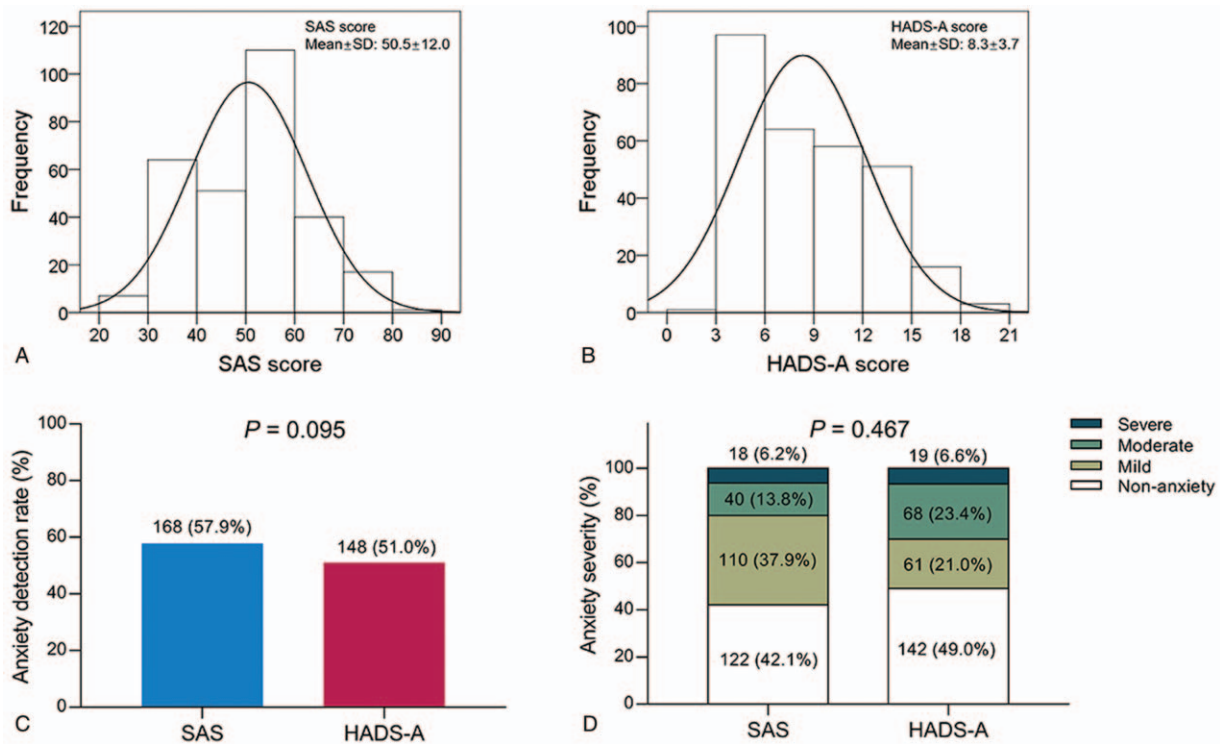 SAS score
Mean±SD: 50.5±12.0
120
100
80
60
40
20
0
Frequency
20 30 40 50 60 70 80 90
SAS score
A
HADS-A score
Mean±SD: 8.3±3.7
100
80
60
40
20
0
Frequency
0 3 6 9 12 15 18 21
HADS-A score
B
P = 0.095
100
80
60
40
20
0
Anxiety detection rate (%)
168 (57.9%)
148 (51.0%)
SAS HADS-A
C
P = 0.467
100
80
60
40
20
0
Anxiety severity (%)
18 (6.2%) 19 (6.6%)
40 (13.8%) 68 (23.4%)
110 (37.9%) 61 (21.0%)
122 (42.1%) 142 (49.0%)
SAS HADS-A
D
Severe
Moderate
Mild
Non-anxiety